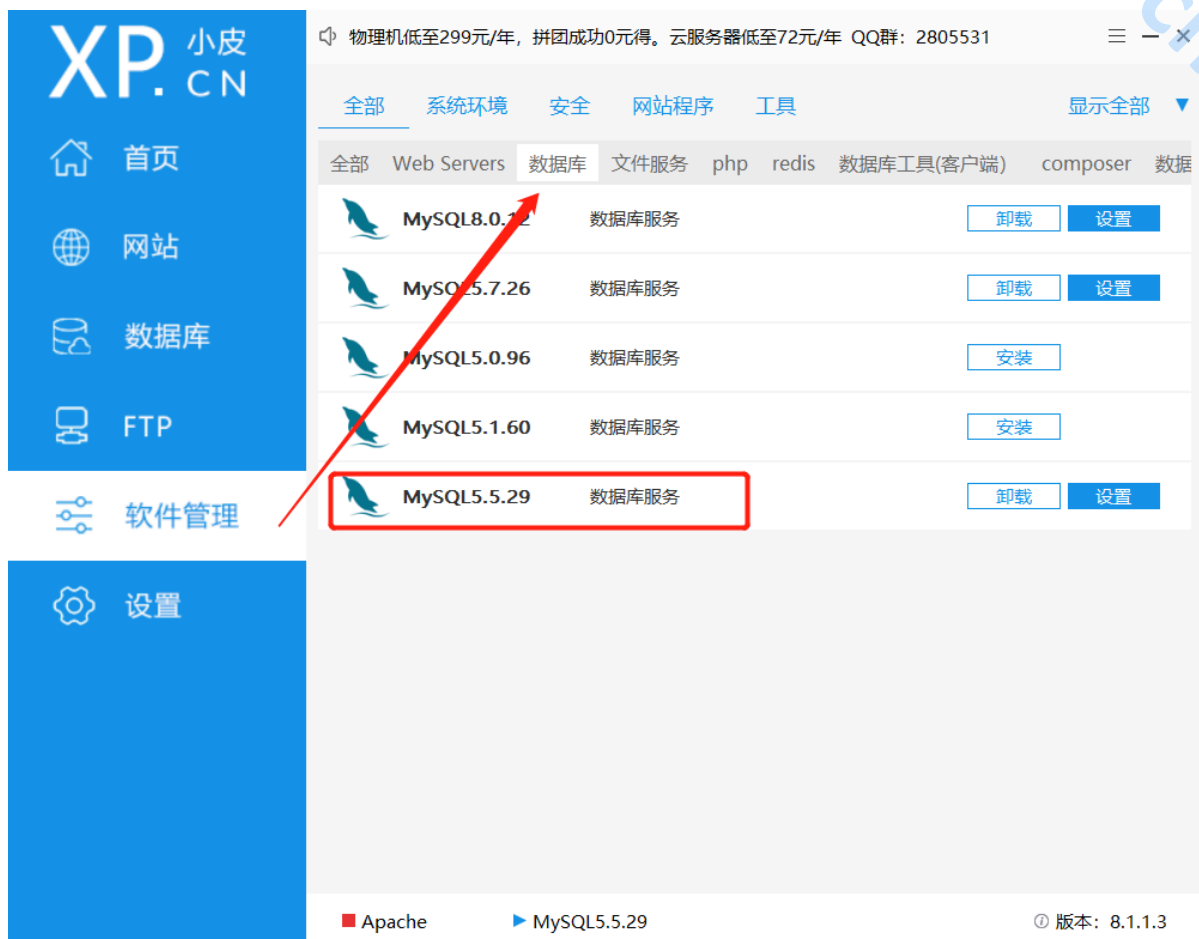 XP. 小皮
CN
物理机低至299元/年，拼团成功0元得。云服务器低至72元/年 QQ群：2805531
全部 系统环境 安全 网站程序 工具 显示全部
全部 Web Servers 数据库 文件服务 php redis 数据库工具(客户端) composer 数据
首页
网站
数据库
FTP
软件管理
设置
MySQL8.0.12 数据库服务 卸载 设置
MySQL5.7.26 数据库服务 卸载 设置
MySQL5.0.96 数据库服务 安装
MySQL5.1.60 数据库服务 安装
MySQL5.5.29 数据库服务 卸载 设置
Apache MySQL5.5.29 版本：8.1.1.3